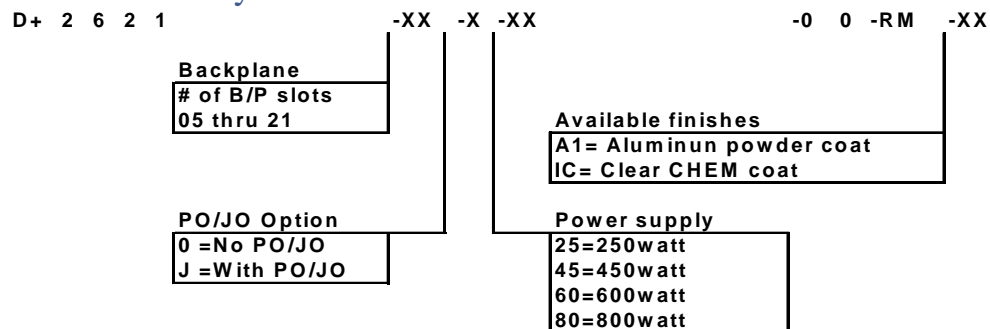 D+ 2 6 2 1 -XX -X -XX -0 0 -RM -XX
Backplane
# of B/P slots
05 thru 21
Available finishes
A1= Aluminun powder coat
IC= Clear CHEM coat
PO/JO Option
0 =No PO/JO
J =With PO/JO
Power supply
25=250watt
45=450watt
60=600watt
80=800watt